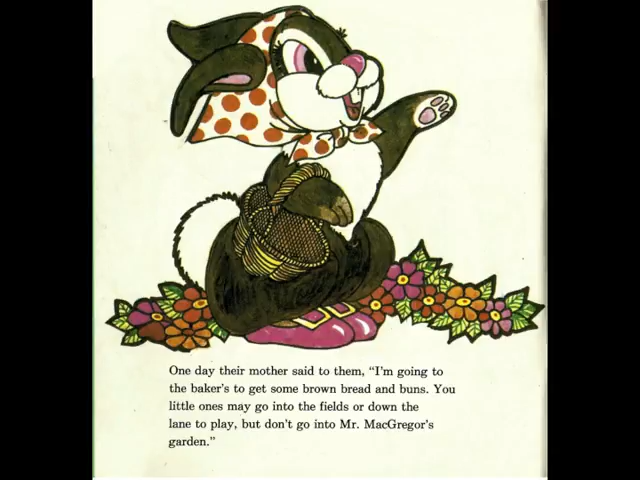 One day their mother said to them, “I’m going to
the baker’s to get some brown bread and buns. You
little ones may go into the fields or down the
lane to play, but don’t go into Mr. MacGregor’s
garden.”